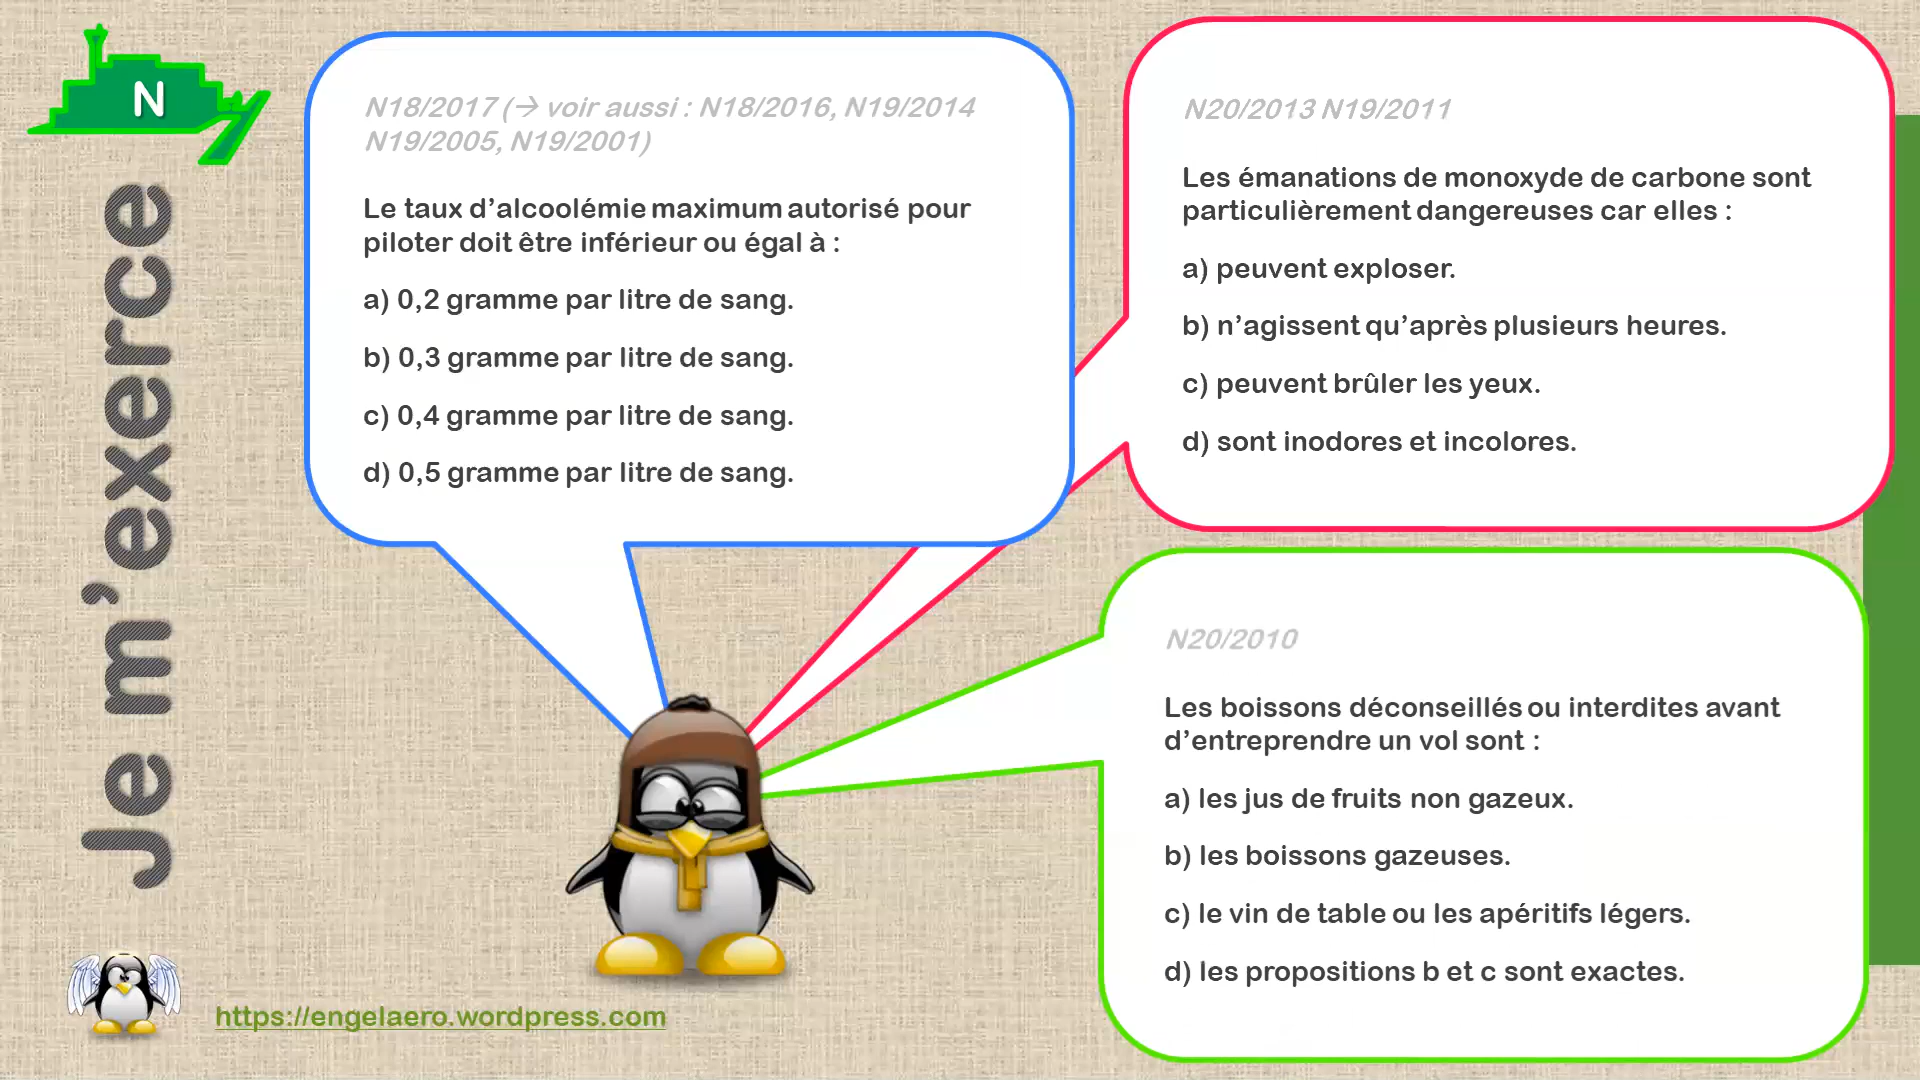 N
Je m’exerce
N18/2017 (→ voir aussi : N18/2016, N19/2014
N19/2005, N19/2001)
Le taux d’alcoolémie maximum autorisé pour
piloter doit être inférieur ou égal à :
a) 0,2 gramme par litre de sang.
b) 0,3 gramme par litre de sang.
c) 0,4 gramme par litre de sang.
d) 0,5 gramme par litre de sang.
N20/2013 N19/2011
Les émanations de monoxyde de carbone sont
particulièrement dangereuses car elles :
a) peuvent exploser.
b) n’agissent qu’après plusieurs heures.
c) peuvent brûler les yeux.
d) sont inodores et incolores.
N20/2010
Les boissons déconseillés ou interdites avant
d’entreprendre un vol sont :
a) les jus de fruits non gazeux.
b) les boissons gazeuses.
c) le vin de table ou les apéritifs légers.
d) les propositions b et c sont exactes.
https://engelaero.wordpress.com